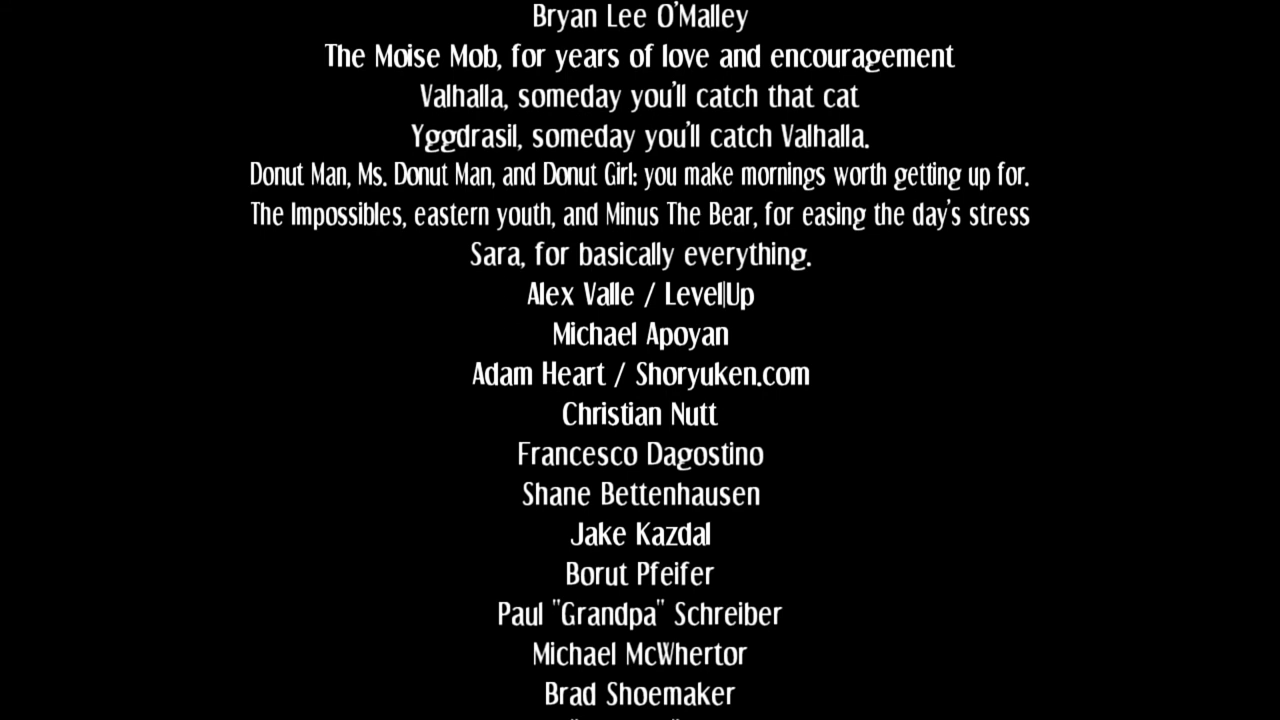 Bryan Lee O'Malley
The Moise Mob, for years of love and encouragement
Valhalla, someday you'll catch that cat
Yggdrasil, someday you'll catch Valhalla.
Donut Man, Ms. Donut Man, and Donut Girl: you make mornings worth getting up for.
The Impossibles, eastern youth, and Minus The Bear, for easing the day's stress
Sara, for basically everything.
Alex Valle / Level|Up
Michael Apoyan
Adam Heart / Shoryuken.com
Christian Nutt
Francesco Dagostino
Shane Bettenhausen
Jake Kazdal
Borut Pfeifer
Paul "Grandpa" Schreiber
Michael McWhertor
Brad Shoemaker